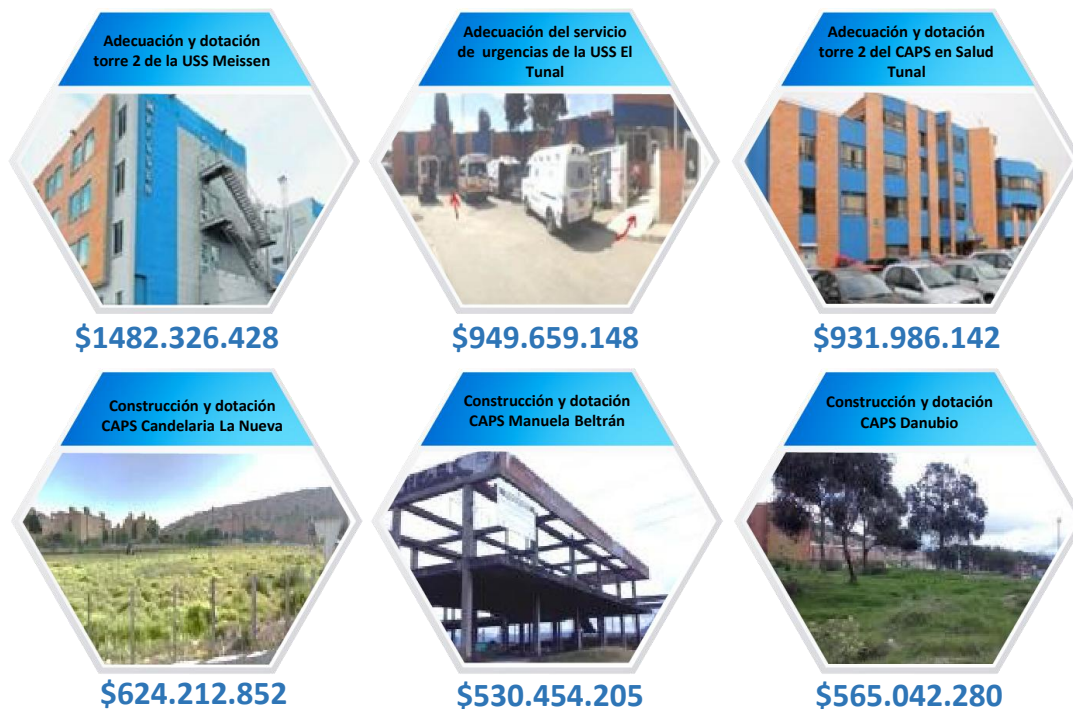 Adecuación y dotación
torre 2 de la USS Meissen
Adecuación del servicio
de urgencias de la USS El
Tunal
Adecuación y dotación
torre 2 del CAPS en Salud
Tunal
MEISSEN
$1482.326.428
$949.659.148
$931.986.142
Construcción y dotación
CAPS Candelaria La Nueva
Construcción y dotación
CAPS Manuela Beltrán
Construcción y dotación
CAPS Danubio
$624.212.852
$530.454.205
$565.042.280